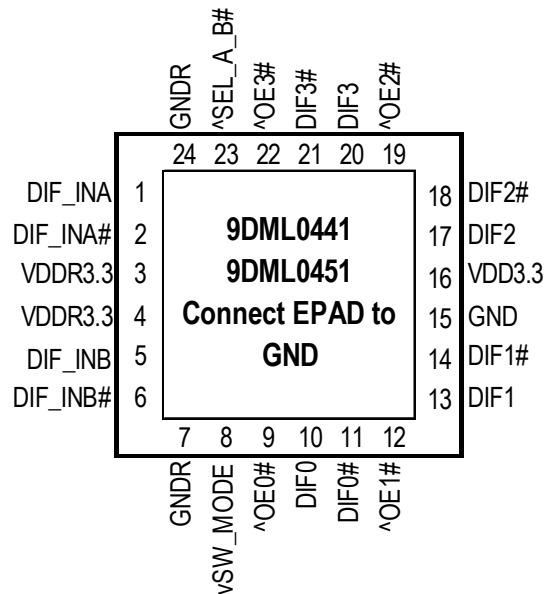 GNDR
^SEL_A_B#
^OE3#
DIF3#
DIF3
^OE2#
24 23 22 21 20 19
DIF_INA 1
DIF_INA# 2
VDDR3.3 3
VDDR3.3 4
DIF_INB 5
DIF_INB# 6
9DML0441
9DML0451
Connect EPAD to
GND
18 DIF2#
17 DIF2
16 VDD3.3
15 GND
14 DIF1#
13 DIF1
7 8 9 10 11 12
GNDR
vSW_MODE
^OE0#
DIF0
DIF0#
^OE1#